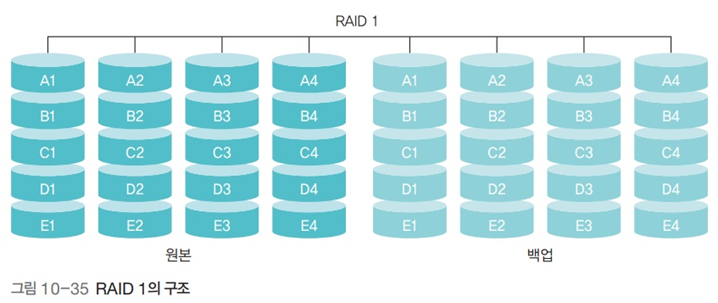 RAID 1
A1 A2 A3 A4 A1 A2 A3 A4
B1 B2 B3 B4 B1 B2 B3 B4
C1 C2 C3 C4 C1 C2 C3 C4
D1 D2 D3 D4 D1 D2 D3 D4
E1 E2 E3 E4 E1 E2 E3 E4
원본 백업
그림 10-35 RAID 1의 구조